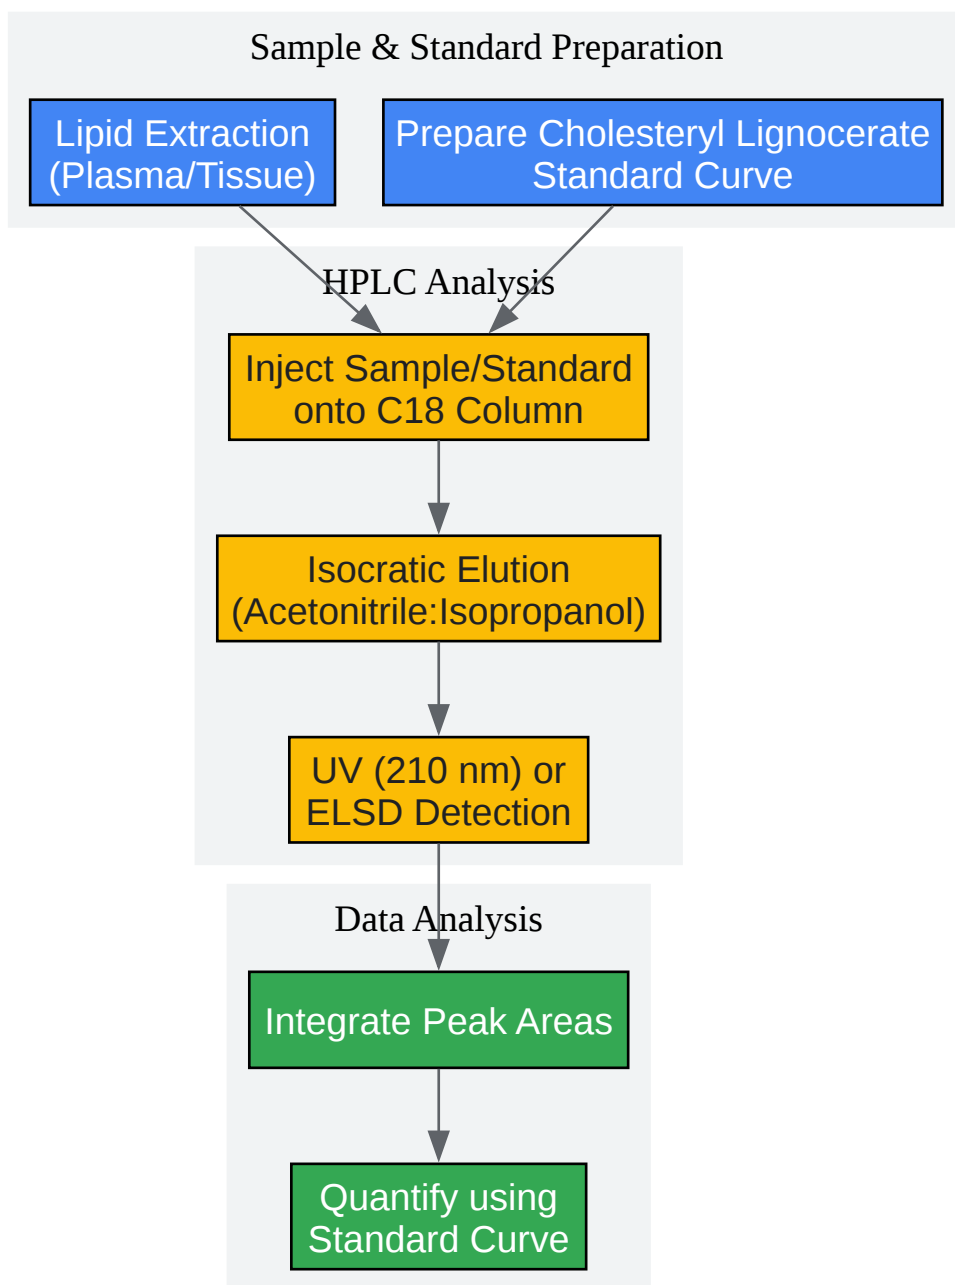 Sample & Standard Preparation
Lipid Extraction
(Plasma/Tissue)
Prepare Cholesteryl Lignocerate
Standard Curve
HPLC Analysis
Inject Sample/Standard
onto C18 Column
Isocratic Elution
(Acetonitrile:Isopropanol)
UV (210 nm) or
ELSD Detection
Data Analysis
Integrate Peak Areas
Quantify using
Standard Curve